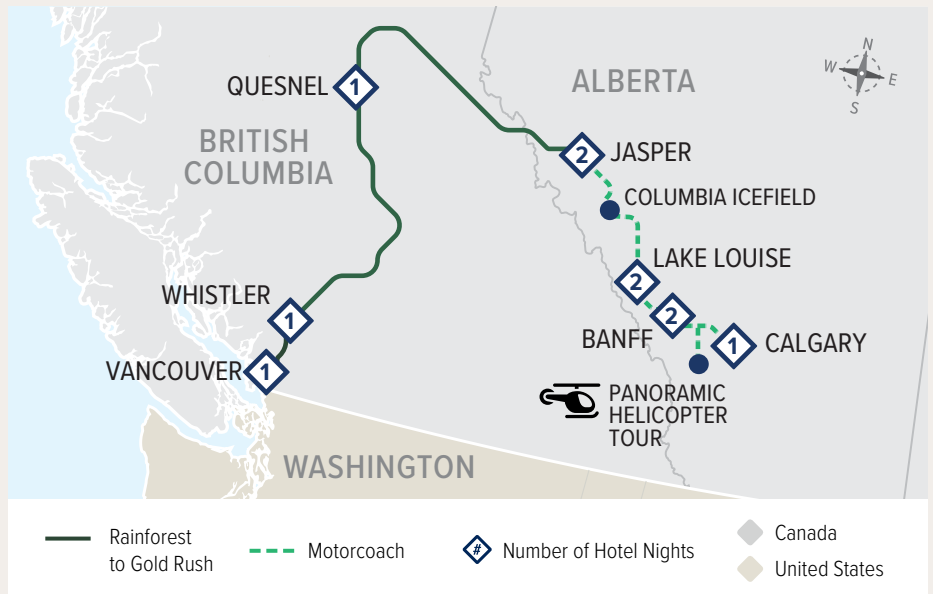 N
W
E
S
QUESNEL
1
ALBERTA
BRITISH
COLUMBIA
2
JASPER
COLUMBIA ICEFIELD
LAKE LOUISE
2
WHISTLER
1
2
BANFF
1
CALGARY
VANCOUVER
1
PANORAMIC
HELICOPTER
TOUR
WASHINGTON
Rainforest
to Gold Rush
Motorcoach
# Number of Hotel Nights
Canada
United States